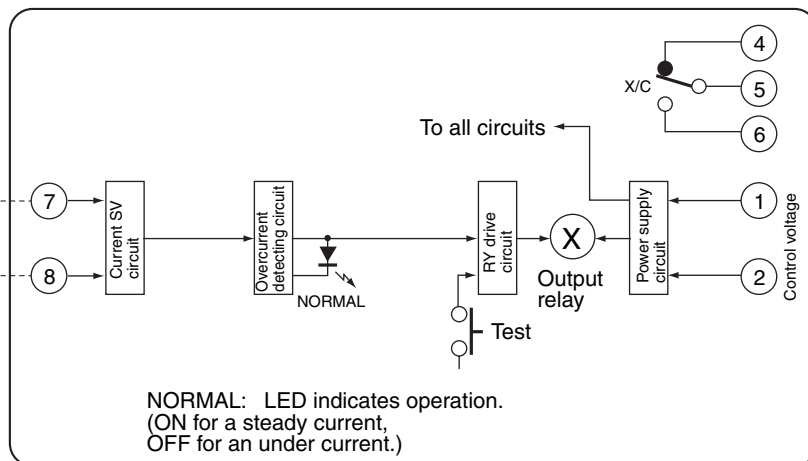 4
X/C
5
6
To all circuits
7
8
Current SV
circuit
Overcurrent
detecting circuit
NORMAL
RY drive
circuit
Test
X
Output
relay
Power supply
circuit
1
2
Control voltage
NORMAL: LED indicates operation.
(ON for a steady current,
OFF for an under current.)